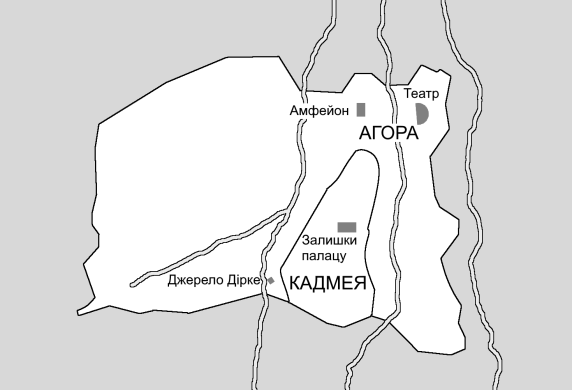 Театр
Амфейон
АГОРА
Залишки
палацу
Джерело Дірке
КАДМЕЯ